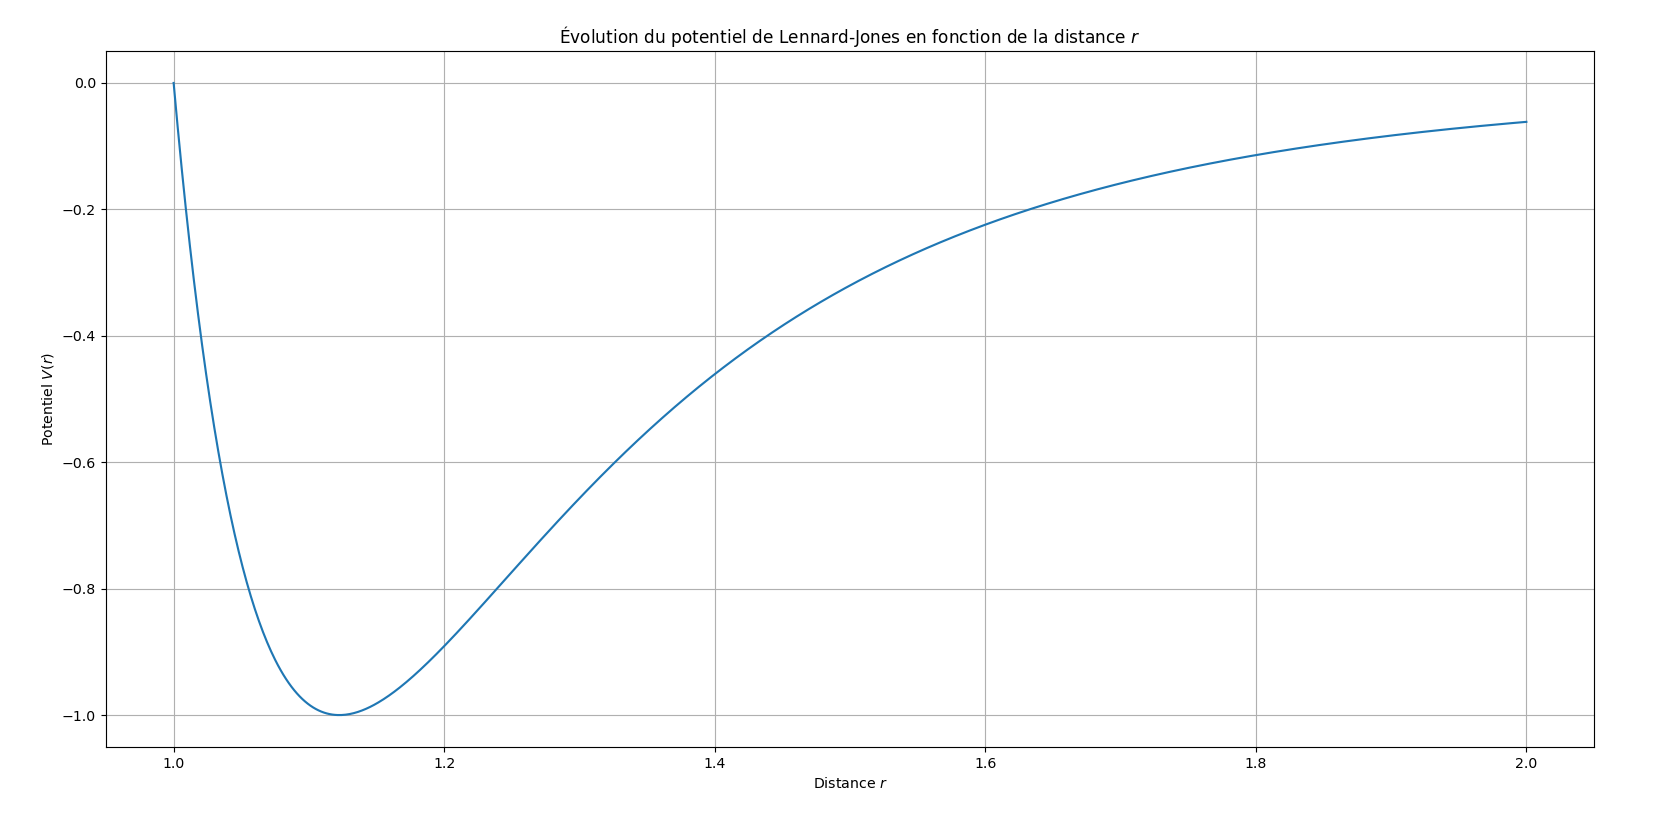 Évolution du potentiel de Lennard-Jones en fonction de la distance r
0.0
−0.2
−0.4
−0.6
−0.8
−1.0
Potentiel V(r)
1.0 1.2 1.4 1.6 1.8 2.0
Distance r